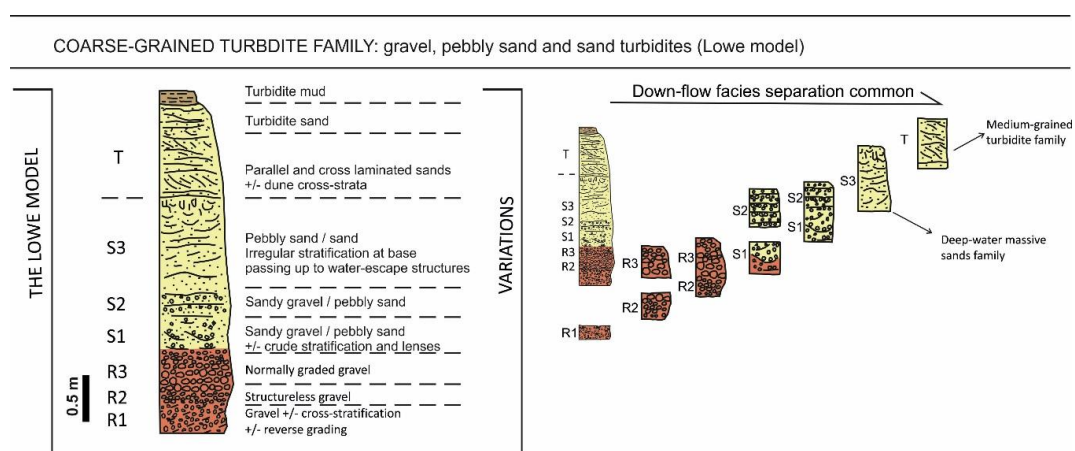 COARSE-GRAINED TURBDITE FAMILY: gravel, pebbly sand and sand turbidites (Lowe model)
THE LOWE MODEL
T
S3
S2
S1
R3
R2
R1
0.5 m
Turbidite mud
Turbidite sand
Parallel and cross laminated sands
+/- dune cross-strata
Pebbly sand / sand
Irregular stratification at base
passing up to water-escape structures
Sandy gravel / pebbly sand
Sandy gravel / pebbly sand
+/- crude stratification and lenses
Normally graded gravel
Structureless gravel
Gravel +/- cross-stratification
+/- reverse grading
VARIATIONS
Down-flow facies separation common
T
S3
S2
S1
R3
R2
R1
R3
R2
R3
R2
S2
S1
S2
S1
S3
T
Medium-grained
turbidite family
Deep-water massive
sands family